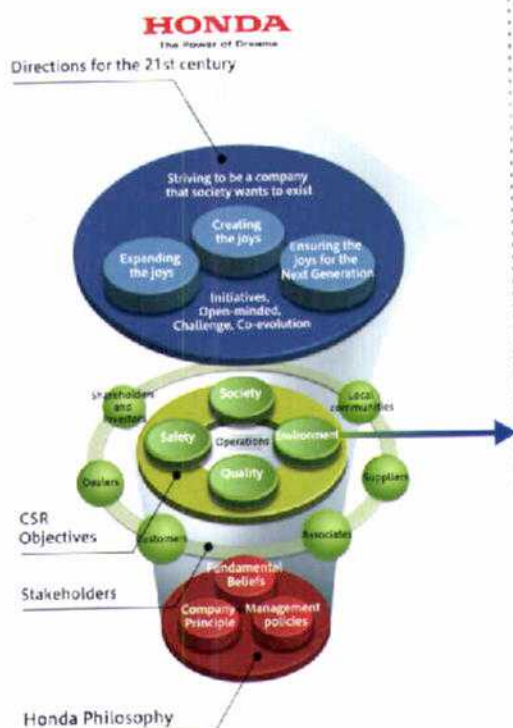 HONDA
The Power of Dreams
Directions for the 21st century
Striving to be a company
that society wants to exist
Creating
the joys
Expanding
the joys
Ensuring the
joys for the
Next Generation
Initiatives,
Open-minded,
Challenge, Co-evolution
Shareholders
and
Investors
Society
Local
communities
Safety
Operations
Environment
Dealers
Quality
Suppliers
CSR
Objectives
Customers
Associates
Stakeholders
Fundamental
Beliefs
Company
Principle
Management
policies
Honda Philosophy